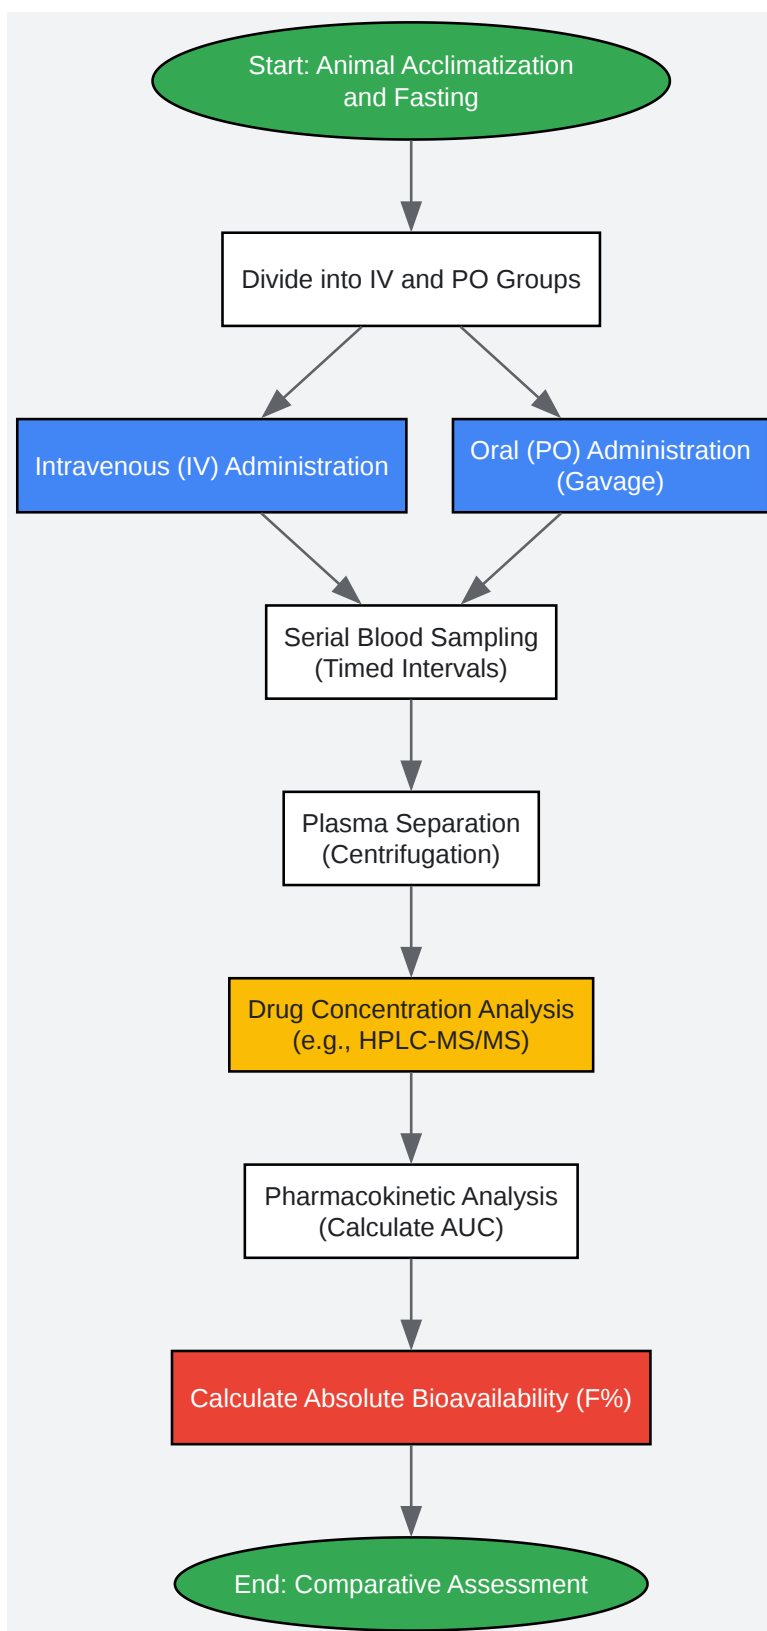 Start: Animal Acclimatization
and Fasting
Divide into IV and PO Groups
Intravenous (IV) Administration
Oral (PO) Administration
(Gavage)
Serial Blood Sampling
(Timed Intervals)
Plasma Separation
(Centrifugation)
Drug Concentration Analysis
(e.g., HPLC-MS/MS)
Pharmacokinetic Analysis
(Calculate AUC)
Calculate Absolute Bioavailability (F%)
End: Comparative Assessment